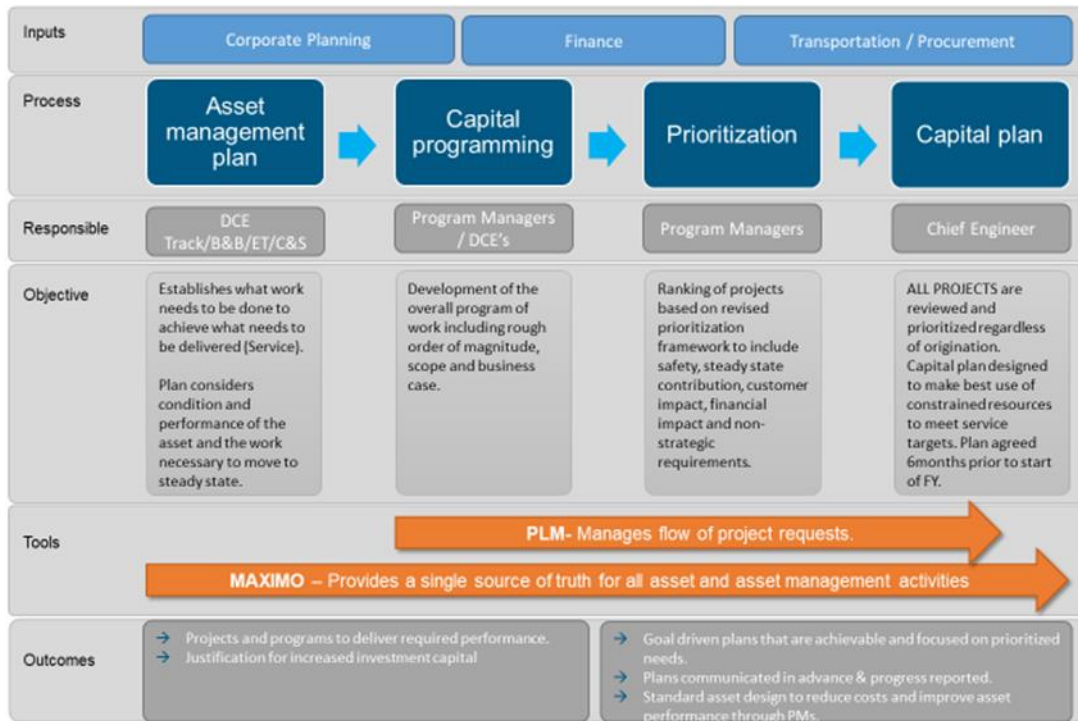 Inputs
Corporate Planning
Finance
Transportation / Procurement
Process
Asset
management
plan
Capital
programming
Prioritization
Capital plan
Responsible
DCE
Track/B&B/ET/C&S
Program Managers
/ DCE's
Program Managers
Chief Engineer
Objective
Establishes what work
needs to be done to
achieve what needs to
be delivered (Service).
Plan considers
condition and
performance of the
asset and the work
necessary to move to
steady state.
Development of the
overall program of
work including rough
order of magnitude,
scope and business
case.
Ranking of projects
based on revised
prioritization
framework to include
safety, steady state
contribution, customer
impact, financial
impact and non-
strategic
requirements.
ALL PROJECTS are
reviewed and
prioritized regardless
of origination.
Capital plan designed
to make best use of
constrained resources
to meet service
targets. Plan agreed
6months prior to start
of FY.
Tools
PLM- Manages flow of project requests.
MAXIMO – Provides a single source of truth for all asset and asset management activities
Outcomes
→ Projects and programs to deliver required performance.
→ Justification for increased investment capital
→ Goal driven plans that are achievable and focused on prioritized
needs.
→ Plans communicated in advance & progress reported.
→ Standard asset design to reduce costs and improve asset
performance through PMs.